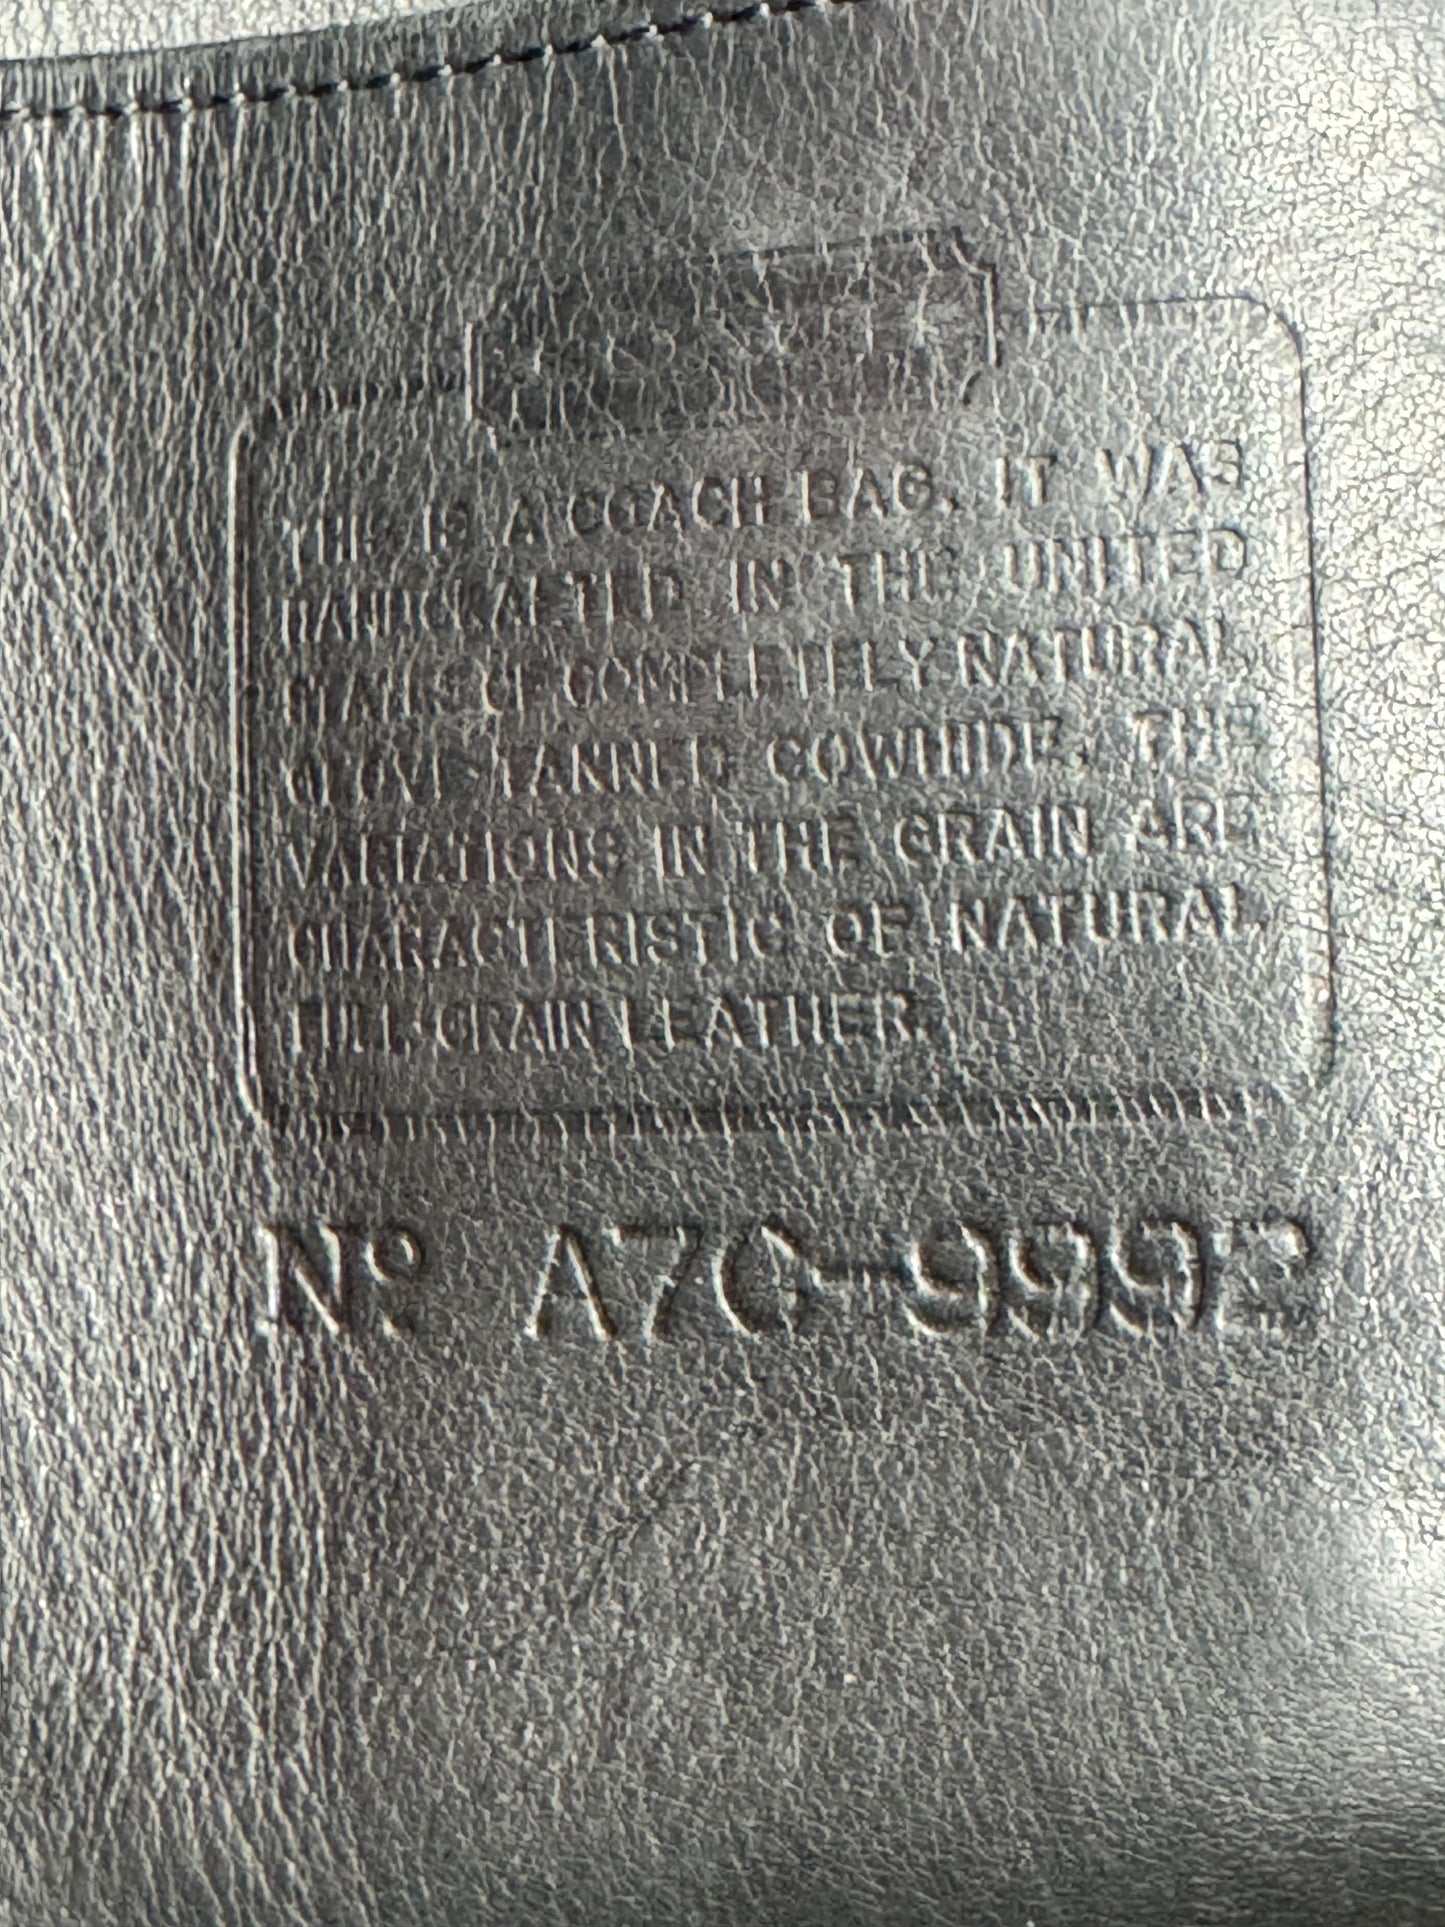 THIS IS A COACH BAG. IT WAS
HANDCRAFTED IN THE UNITED
STATES OF COMPLETELY NATURAL
GLOVE TANNED COWHIDE. THE
VARIATIONS IN THE GRAIN ARE
CHARACTERISTIC OF NATURAL
FULL GRAIN LEATHER.
Nº A7C-9992